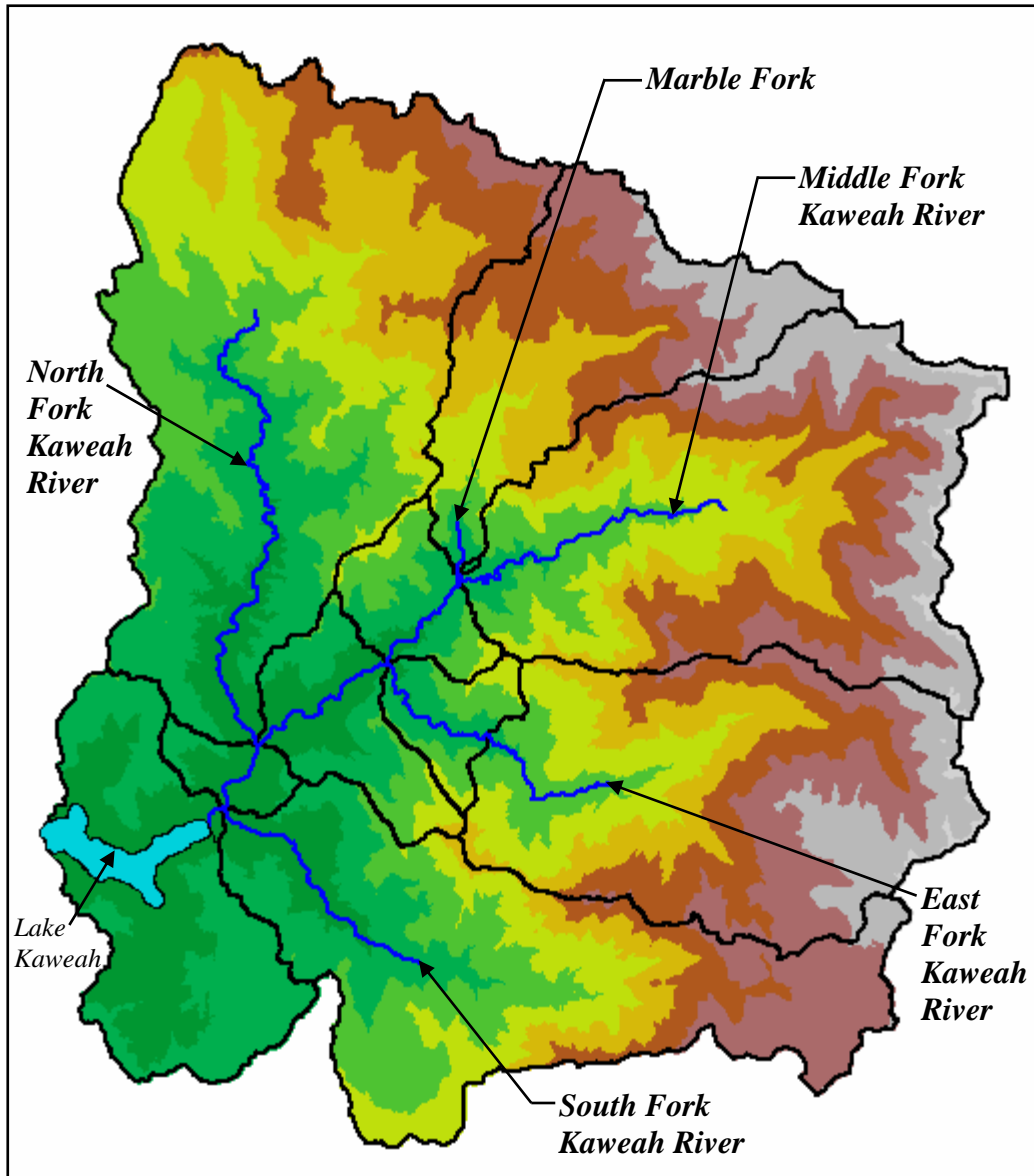 Marble Fork
Middle Fork
Kaweah River
North
Fork
Kaweah
River
Lake
Kaweah
East
Fork
Kaweah
River
South Fork
Kaweah River